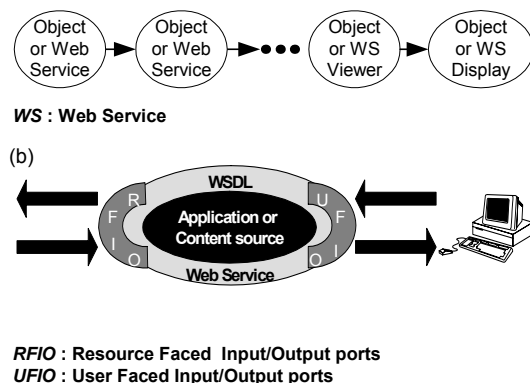 Object or Web Service
Object or Web Service
Object or WS Viewer
Object or WS Display
WS : Web Service
(b)
WSDL
RFIO
Application or Content source
UFIO
Web Service
RFIO : Resource Faced Input/Output ports
UFIO : User Faced Input/Output ports